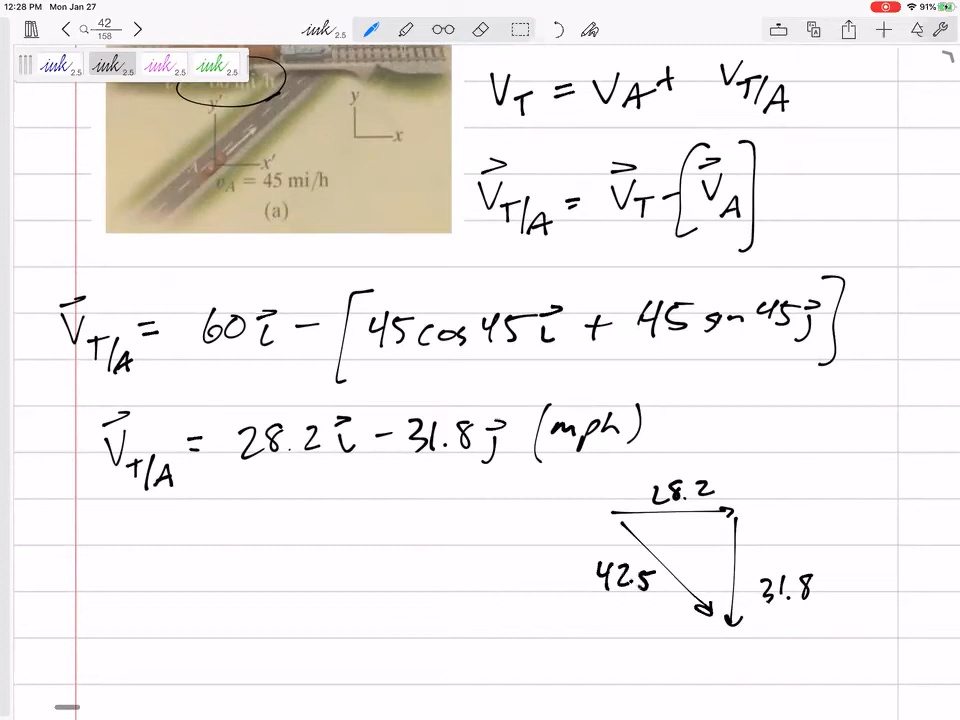 12:28 PM Mon Jan 27
91%
42
158
ink 2.5
ink 2.5 ink 2.5 ink 2.5 ink 2.5
mi/h
y'
y
x
x'
v_A = 45 mi/h
(a)
V_T = V_A + V_T/A
V⃗_T/A = V⃗_T - [V⃗_A]
V⃗_T/A = 60 i⃗ - [45 cos 45 i⃗ + 45 sin 45 j⃗]
V⃗_T/A = 28.2 i⃗ - 31.8 j⃗ (mph)
28.2
42.5
31.8